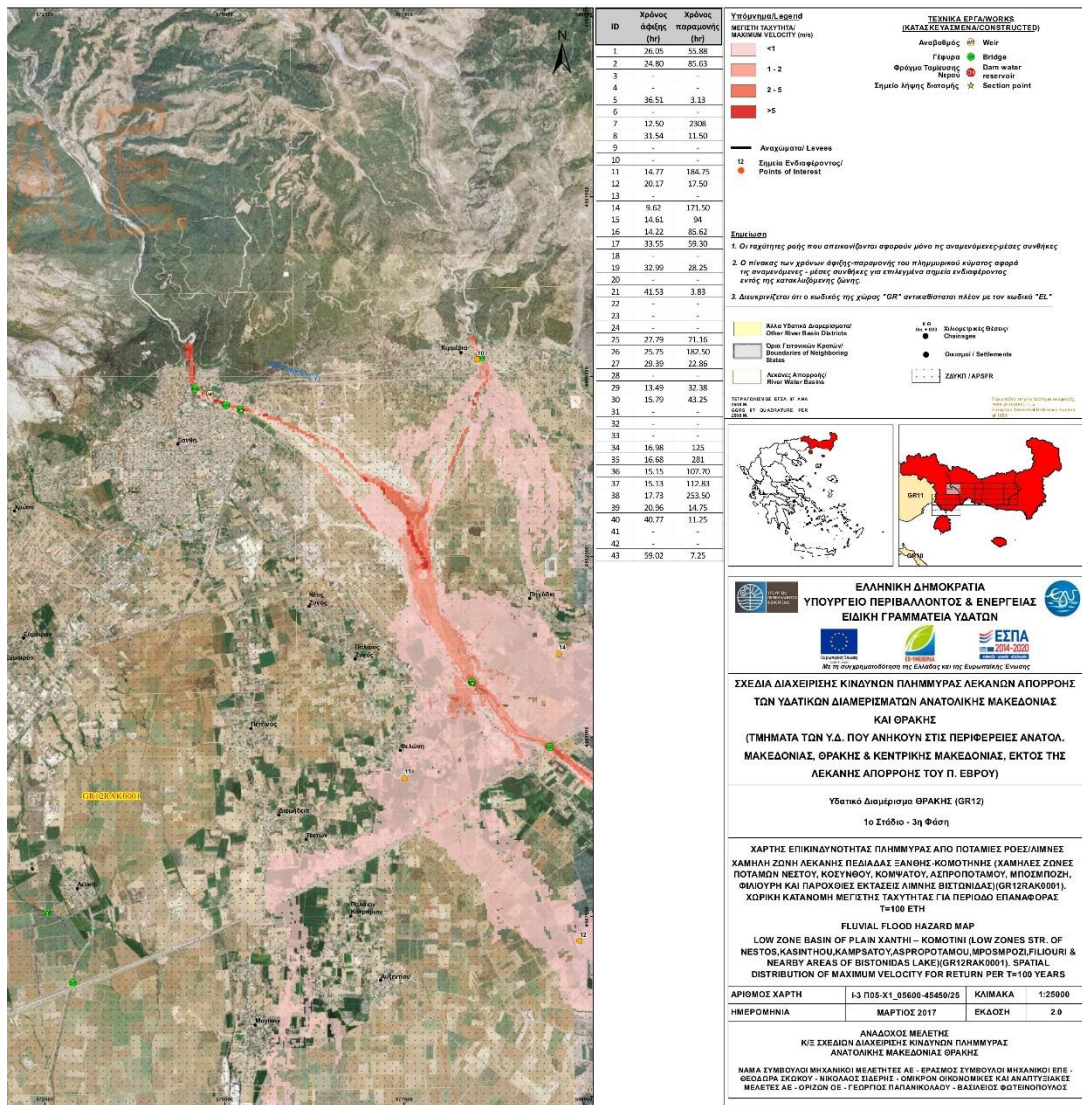 Α.Ε.
N
Κιμμέρια
10
Ξάνθη
Χρύσα
Νέος
Ζυγός
Παλαιός
Ζυγός
Πηγάδια
14
Πετεινός
Φελώνη
11
GR12RAK0001
Διομήδεια
Λεύκη
12
Αυξεντίου
ID
Χρόνος άφιξης (hr)
Χρόνος παραμονής (hr)
1 26.05 55.88
2 24.80 85.63
3 - -
4 - -
5 36.51 3.13
6 - -
7 12.50 2308
8 31.54 11.50
9 - -
10 - -
11 14.77 184.75
12 20.17 17.50
13 - -
14 9.62 171.50
15 14.61 94
16 14.22 85.62
17 33.55 59.30
18 - -
19 32.99 28.25
20 - -
21 41.53 3.83
22 - -
23 - -
24 - -
25 27.79 71.16
26 25.75 182.50
27 29.39 22.86
28 - -
29 13.49 32.38
30 15.79 43.25
31 - -
32 - -
33 - -
34 16.98 125
35 16.68 281
36 15.15 107.70
37 15.13 112.83
38 17.73 253.50
39 20.96 14.75
40 40.77 11.25
41 - -
42 - -
43 59.02 7.25
Υπόμνημα/Legend
ΜΕΓΙΣΤΗ ΤΑΧΥΤΗΤΑ/
MAXIMUM VELOCITY (m/s)
<1
1 - 2
2 - 5
>5
Αναχώματα/ Levees
12 Σημεία Ενδιαφέροντος/
Points of Interest
ΤΕΧΝΙΚΑ ΕΡΓΑ/WORKS
(ΚΑΤΑΣΚΕΥΑΣΜΕΝΑ/CONSTRUCTED)
Αναβαθμός Weir
Γέφυρα Bridge
Φράγμα Ταμίευσης Νερού Dam water reservoir
Σημείο λήψης διατομής Section point
Σημείωση
1. Οι ταχύτητες ροής που απεικονίζονται αφορούν μόνο τις αναμενόμενες-μέσες συνθήκες
2. Ο πίνακας των χρόνων άφιξης-παραμονής του πλημμυρικού κύματος αφορά
τις αναμενόμενες - μέσες συνθήκες για επιλεγμένα σημεία ενδιαφέροντος
εντός της κατακλυζόμενης ζώνης.
3. Διευκρινίζεται ότι ο κωδικός της χώρας "GR" αντικαθίσταται πλέον με τον κωδικό "EL"
Άλλα Υδατικά Διαμερίσματα/
Other River Basin Districts
Όρια Γειτονικών Κρατών/
Boundaries of Neighboring
States
Λεκάνες Απορροής/
River Water Basins
Χιλιομετρικές Θέσεις/
Chainages
Οικισμοί / Settlements
ΖΔΥΚΠ / APSFR
GR11
GR10
ΕΛΛΗΝΙΚΗ ΔΗΜΟΚΡΑΤΙΑ
ΥΠΟΥΡΓΕΙΟ ΠΕΡΙΒΑΛΛΟΝΤΟΣ & ΕΝΕΡΓΕΙΑΣ
ΕΙΔΙΚΗ ΓΡΑΜΜΑΤΕΙΑ ΥΔΑΤΩΝ
ΕΣΠΑ
2014-2020
Με τη συγχρηματοδότηση της Ελλάδας και της Ευρωπαϊκής Ένωσης
ΣΧΕΔΙΑ ΔΙΑΧΕΙΡΙΣΗΣ ΚΙΝΔΥΝΩΝ ΠΛΗΜΜΥΡΑΣ ΛΕΚΑΝΩΝ ΑΠΟΡΡΟΗΣ
ΤΩΝ ΥΔΑΤΙΚΩΝ ΔΙΑΜΕΡΙΣΜΑΤΩΝ ΑΝΑΤΟΛΙΚΗΣ ΜΑΚΕΔΟΝΙΑΣ
ΚΑΙ ΘΡΑΚΗΣ
(ΤΜΗΜΑΤΑ ΤΩΝ Υ.Δ. ΠΟΥ ΑΝΗΚΟΥΝ ΣΤΙΣ ΠΕΡΙΦΕΡΕΙΕΣ ΑΝΑΤΟΛ.
ΜΑΚΕΔΟΝΙΑΣ, ΘΡΑΚΗΣ & ΚΕΝΤΡΙΚΗΣ ΜΑΚΕΔΟΝΙΑΣ, ΕΚΤΟΣ ΤΗΣ
ΛΕΚΑΝΗΣ ΑΠΟΡΡΟΗΣ ΤΟΥ Π. ΕΒΡΟΥ)
Υδατικό Διαμέρισμα ΘΡΑΚΗΣ (GR12)
1ο Στάδιο - 3η Φάση
ΧΑΡΤΗΣ ΕΠΙΚΙΝΔΥΝΟΤΗΤΑΣ ΠΛΗΜΜΥΡΑΣ ΑΠΟ ΠΟΤΑΜΙΕΣ ΡΟΕΣ/ΛΙΜΝΕΣ
ΧΑΜΗΛΗ ΖΩΝΗ ΛΕΚΑΝΗΣ ΠΕΔΙΑΔΑΣ ΞΑΝΘΗΣ-ΚΟΜΟΤΗΝΗΣ (ΧΑΜΗΛΕΣ ΖΩΝΕΣ
ΠΟΤΑΜΩΝ ΝΕΣΤΟΥ, ΚΟΣΥΝΘΟΥ, ΚΟΜΨΑΤΟΥ, ΑΣΠΡΟΠΟΤΑΜΟΥ, ΜΠΟΣΜΠΟΖΗ,
ΦΙΛΙΟΥΡΗ ΚΑΙ ΠΑΡΟΧΘΙΕΣ ΕΚΤΑΣΕΙΣ ΛΙΜΝΗΣ ΒΙΣΤΩΝΙΔΑΣ)(GR12RAK0001).
ΧΩΡΙΚΗ ΚΑΤΑΝΟΜΗ ΜΕΓΙΣΤΗΣ ΤΑΧΥΤΗΤΑΣ ΓΙΑ ΠΕΡΙΟΔΟ ΕΠΑΝΑΦΟΡΑΣ
T=100 ΕΤΗ
FLUVIAL FLOOD HAZARD MAP
LOW ZONE BASIN OF PLAIN XANTHI – KOMOTINI (LOW ZONES STR. OF
NESTOS,KASINTHOU,KAMPSATOY,ASPROPOTAMOU,MPOSMPOZI,FILIOURI &
NEARBY AREAS OF BISTONIDAS LAKE)(GR12RAK0001). SPATIAL
DISTRIBUTION OF MAXIMUM VELOCITY FOR RETURN PER T=100 YEARS
ΑΡΙΘΜΟΣ ΧΑΡΤΗ I-3 Π05-X1_05600-45450/25 ΚΛΙΜΑΚΑ 1:25000
ΗΜΕΡΟΜΗΝΙΑ ΜΑΡΤΙΟΣ 2017 ΕΚΔΟΣΗ 2.0
ΑΝΑΔΟΧΟΣ ΜΕΛΕΤΗΣ
Κ/Ξ ΣΧΕΔΙΩΝ ΔΙΑΧΕΙΡΙΣΗΣ ΚΙΝΔΥΝΩΝ ΠΛΗΜΜΥΡΑΣ
ΑΝΑΤΟΛΙΚΗΣ ΜΑΚΕΔΟΝΙΑΣ ΘΡΑΚΗΣ
ΝΑΜΑ ΣΥΜΒΟΥΛΟΙ ΜΗΧΑΝΙΚΟΙ ΜΕΛΕΤΗΤΕΣ ΑΕ - ΕΡΑΣΜΟΣ ΣΥΜΒΟΥΛΟΙ ΜΗΧΑΝΙΚΟΙ ΕΠΕ -
ΘΕΟΔΩΡΑ ΣΚΩΚΟΥ - ΝΙΚΟΛΑΟΣ ΣΙΔΕΡΗΣ - ΟΜΙΚΡΟΝ ΟΙΚΟΝΟΜΙΚΕΣ ΚΑΙ ΑΝΑΠΤΥΞΙΑΚΕΣ
ΜΕΛΕΤΕΣ ΑΕ - ΟΡΙΖΩΝ ΟΕ - ΓΕΩΡΓΙΟΣ ΠΑΠΑΝΙΚΟΛΑΟΥ - ΒΑΣΙΛΕΙΟΣ ΦΩΤΕΙΝΟΠΟΥΛΟΣ